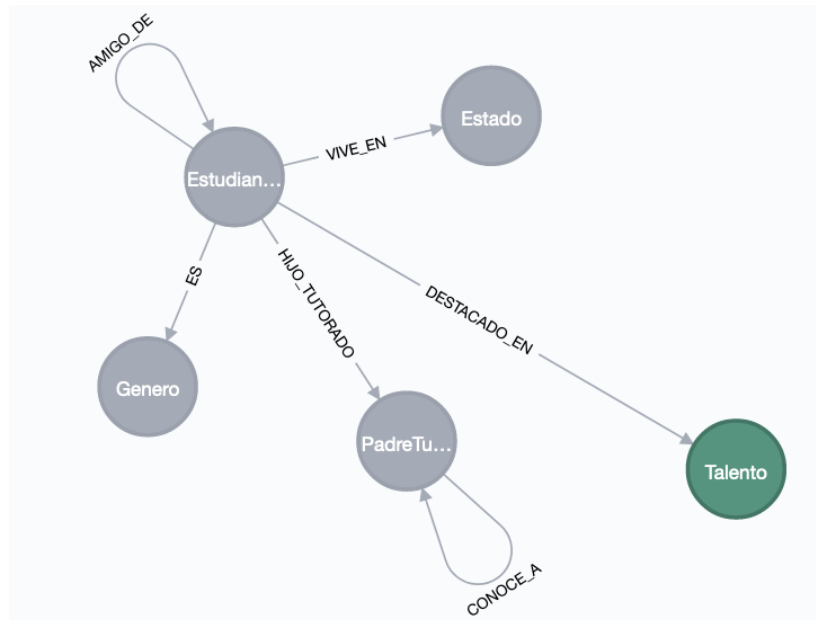 AMIGO_DE
Estado
VIVE_EN
Estudian...
ES
HIJO_TUTORADO
DESTACADO_EN
Genero
PadreTu...
Talento
CONOCE_A